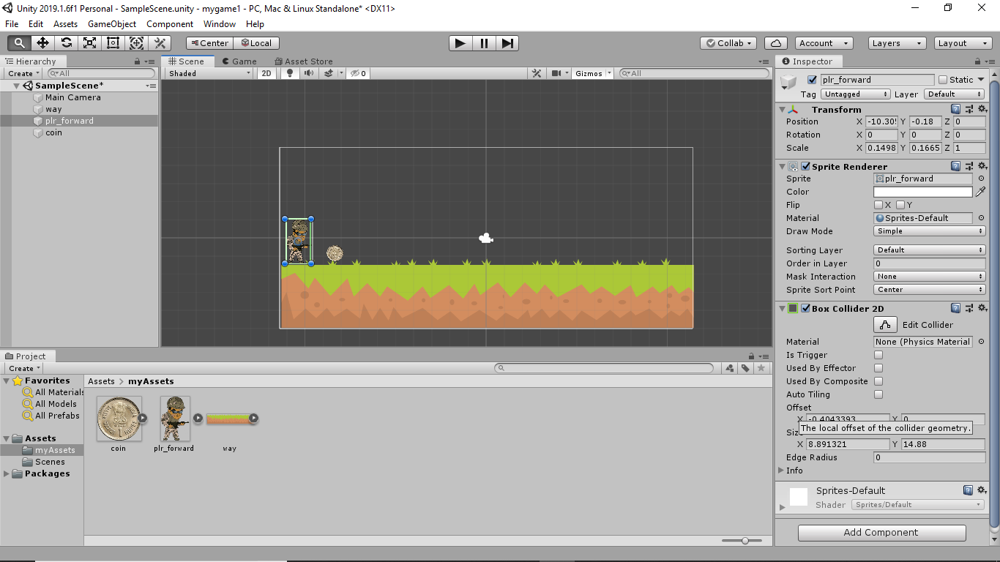 Unity 2019.1.6f1 Personal - SampleScene.unity - mygame1 - PC, Mac & Linux Standalone* <DX11>
File Edit Assets GameObject Component Window Help
Center Local Collab Account Layers Layout
Hierarchy
Create All
SampleScene*
Main Camera
way
plr_forward
coin
Scene Game Asset Store
Shaded 2D 0 Gizmos All
Inspector
plr_forward Static
Tag Untagged Layer Default
Transform
Position X -10.30 Y -0.18 Z 0
Rotation X 0 Y 0 Z 0
Scale X 0.1498 Y 0.1665 Z 1
Sprite Renderer
Sprite plr_forward
Color
Flip X Y
Material Sprites-Default
Draw Mode Simple
Sorting Layer Default
Order in Layer 0
Mask Interaction None
Sprite Sort Point Center
Box Collider 2D
Edit Collider
Material None (Physics Material
Is Trigger
Used By Effector
Used By Composite
Auto Tiling
Offset
X -0.4043393 Y 0
The local offset of the collider geometry.
X 8.891321 Y 14.88
Edge Radius 0
Info
Sprites-Default
Shader Sprites/Default
Add Component
Project
Create
Favorites
All Materials
All Models
All Prefabs
Assets
myAssets
Scenes
Packages
Assets > myAssets
coin plr_forward way